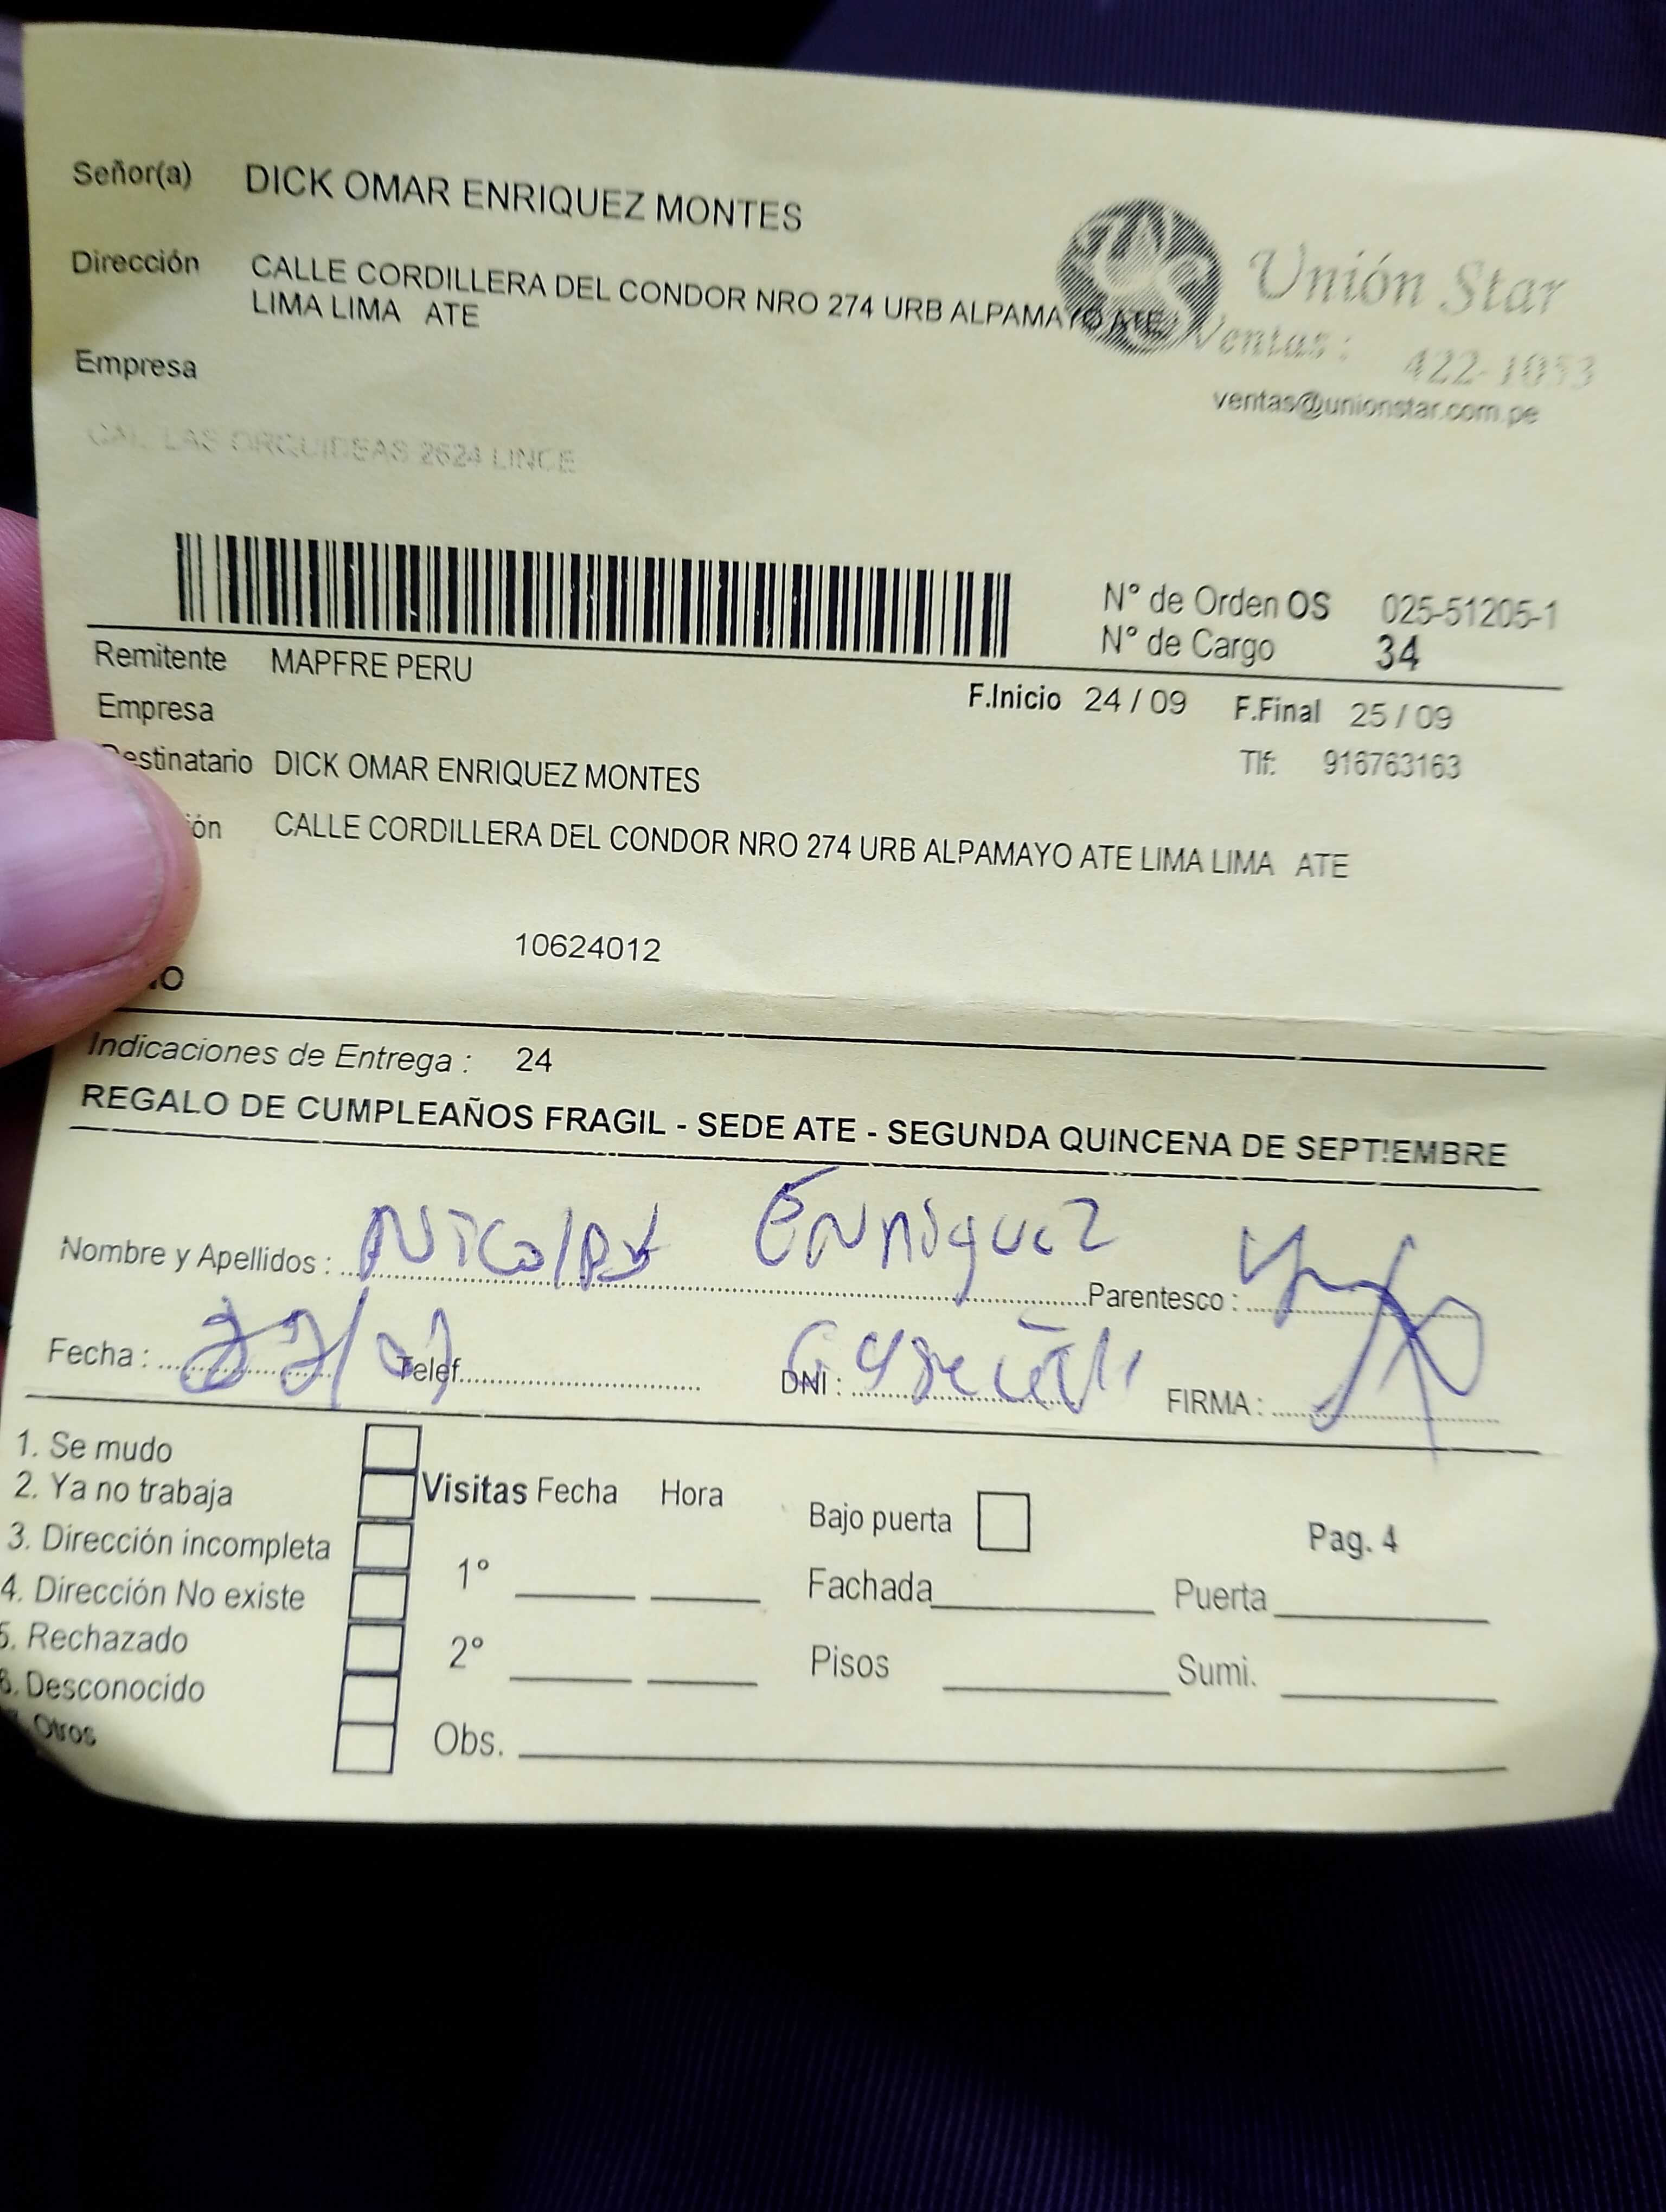 Señor(a) DICK OMAR ENRIQUEZ MONTES
Dirección CALLE CORDILLERA DEL CONDOR NRO 274 URB ALPAMAYO ATE
LIMA LIMA ATE
Unión Star
Ventas: 422-1053
ventas@unionstar.com.pe
Empresa
CAL. LAS ORQUIDEAS 2624 LINCE
N° de Orden OS 025-51205-1
N° de Cargo 34
Remitente MAPFRE PERU
F.Inicio 24 / 09 F.Final 25 / 09
Empresa
Tlf: 916763163
estinatario DICK OMAR ENRIQUEZ MONTES
ión CALLE CORDILLERA DEL CONDOR NRO 274 URB ALPAMAYO ATE LIMA LIMA ATE
10624012
Indicaciones de Entrega : 24
REGALO DE CUMPLEAÑOS FRAGIL - SEDE ATE - SEGUNDA QUINCENA DE SEPTIEMBRE
Nombre y Apellidos : Enriquez Parentesco :
Fecha : Telef. DNI : FIRMA :
1. Se mudo
2. Ya no trabaja
3. Dirección incompleta
4. Dirección No existe
5. Rechazado
6. Desconocido
7. Otros
Visitas Fecha Hora
1°
2°
Obs.
Bajo puerta
Pag. 4
Fachada Puerta
Pisos Sumi.